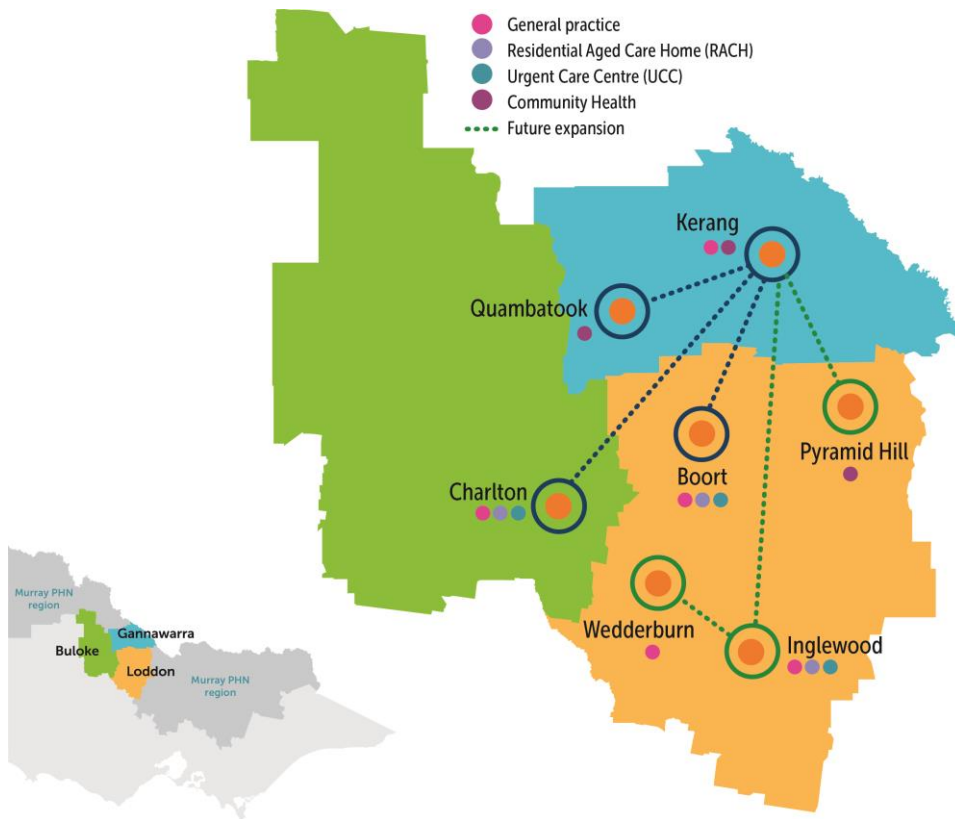 General practice
Residential Aged Care Home (RACH)
Urgent Care Centre (UCC)
Community Health
Future expansion
Kerang
Quambatook
Pyramid Hill
Boort
Charlton
Wedderburn
Inglewood
Murray PHN
region
Gannawarra
Buloke
Loddon
Murray PHN
region